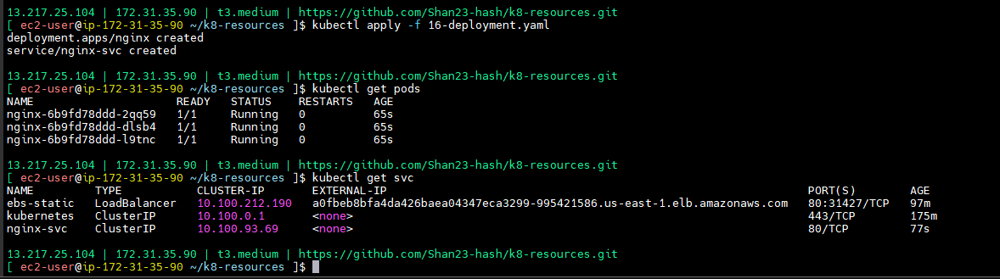 13.217.25.104 | 172.31.35.90 | t3.medium | https://github.com/Shan23-hash/k8-resources.git
[ ec2-user@ip-172-31-35-90 ~/k8-resources ]$ kubectl apply -f 16-deployment.yaml
deployment.apps/nginx created
service/nginx-svc created
13.217.25.104 | 172.31.35.90 | t3.medium | https://github.com/Shan23-hash/k8-resources.git
[ ec2-user@ip-172-31-35-90 ~/k8-resources ]$ kubectl get pods
NAME                     READY   STATUS    RESTARTS   AGE
nginx-6b9fd78ddd-2qq59   1/1     Running   0          65s
nginx-6b9fd78ddd-dlsb4   1/1     Running   0          65s
nginx-6b9fd78ddd-l9tnc   1/1     Running   0          65s
13.217.25.104 | 172.31.35.90 | t3.medium | https://github.com/Shan23-hash/k8-resources.git
[ ec2-user@ip-172-31-35-90 ~/k8-resources ]$ kubectl get svc
NAME         TYPE           CLUSTER-IP       EXTERNAL-IP                                                              PORT(S)        AGE
ebs-static   LoadBalancer   10.100.212.190   a0fbeb8bfa4da426baea04347eca3299-995421586.us-east-1.elb.amazonaws.com   80:31427/TCP   97m
kubernetes   ClusterIP      10.100.0.1       <none>                                                                   443/TCP        175m
nginx-svc    ClusterIP      10.100.93.69     <none>                                                                   80/TCP         77s
13.217.25.104 | 172.31.35.90 | t3.medium | https://github.com/Shan23-hash/k8-resources.git
[ ec2-user@ip-172-31-35-90 ~/k8-resources ]$